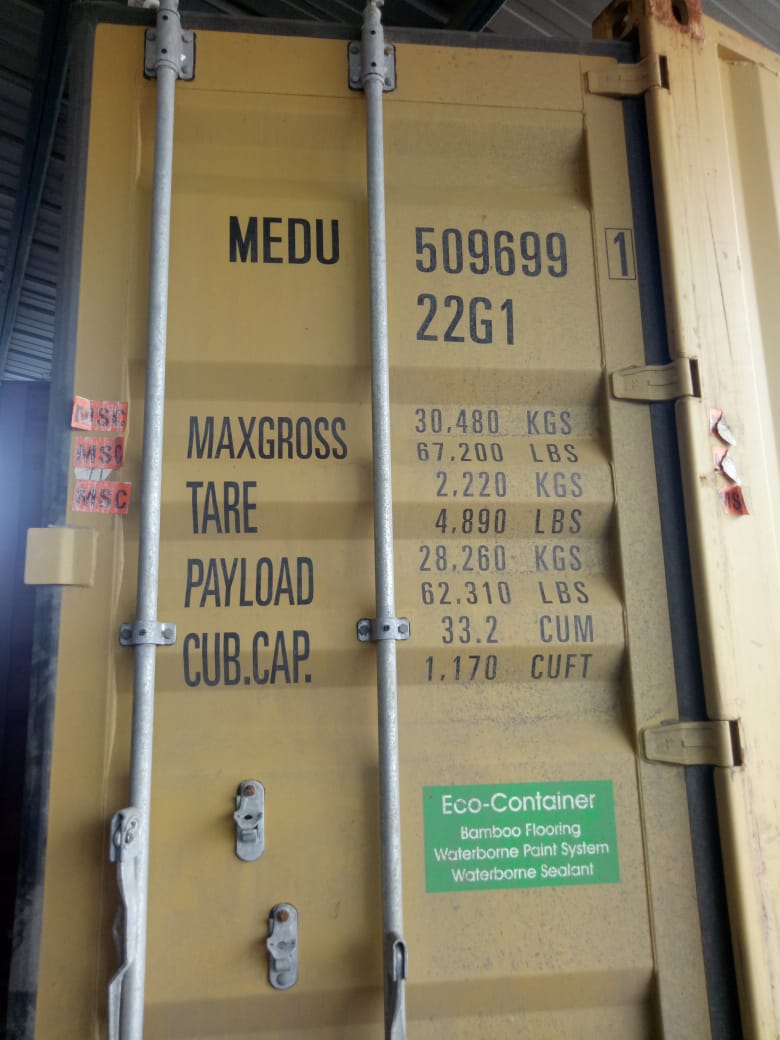 MEDU 509699 1
22G1
MSC
MSC
MSC
MAXGROSS 30,480 KGS
67,200 LBS
TARE 2,220 KGS
4,890 LBS
PAYLOAD 28,260 KGS
62,310 LBS
CUB.CAP. 33.2 CUM
1,170 CUFT
Eco-Container
Bamboo Flooring
Waterborne Paint System
Waterborne Sealant